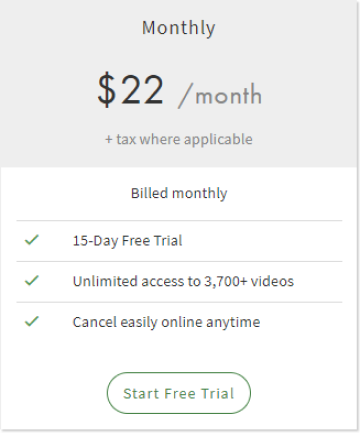 Monthly
$22 /month
+ tax where applicable
Billed monthly
15-Day Free Trial
Unlimited access to 3,700+ videos
Cancel easily online anytime
Start Free Trial